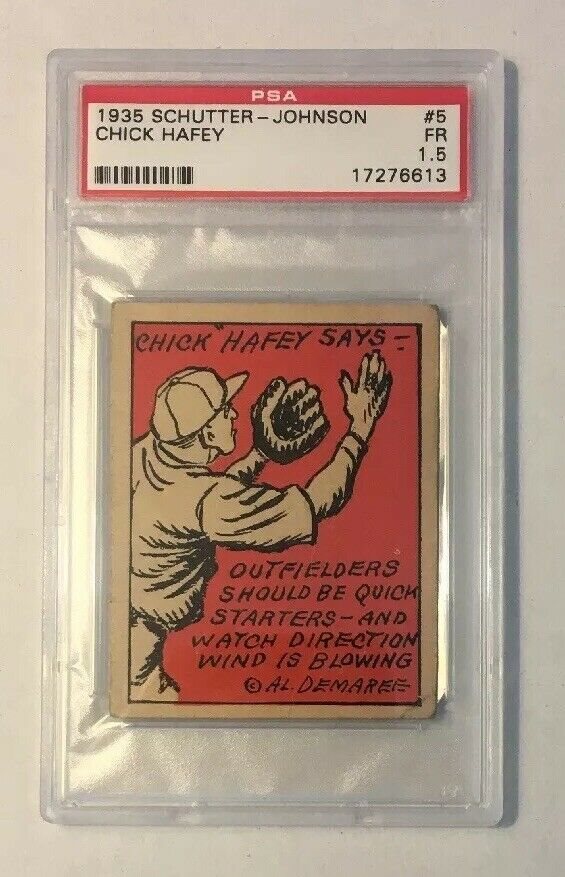 PSA
1935 SCHUTTER-JOHNSON #5
CHICK HAFEY FR
1.5
17276613
CHICK "HAFEY SAYS -
OUTFIELDERS
SHOULD BE QUICK
STARTERS - AND
WATCH DIRECTION
WIND IS BLOWING
© AL. DEMAREE